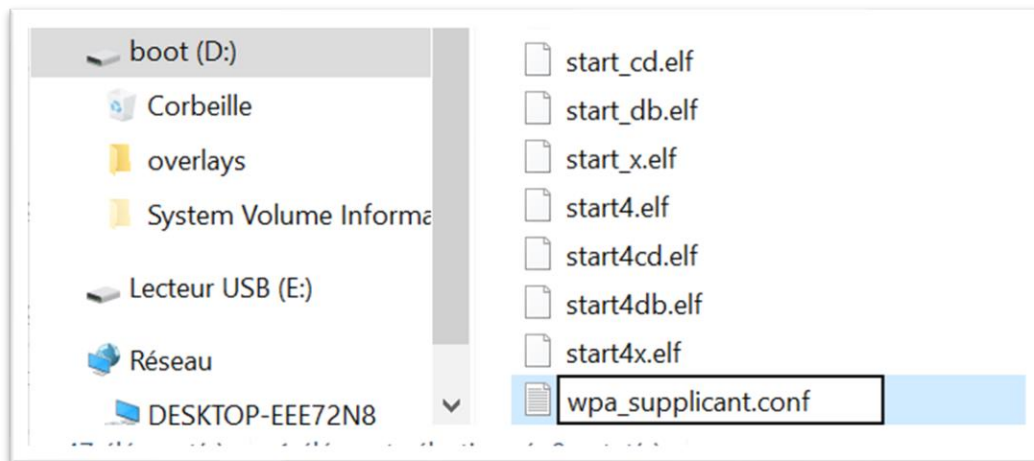 boot (D:)
Corbeille
overlays
System Volume Informa
Lecteur USB (E:)
Réseau
DESKTOP-EEE72N8
start_cd.elf
start_db.elf
start_x.elf
start4.elf
start4cd.elf
start4db.elf
start4x.elf
wpa_supplicant.conf